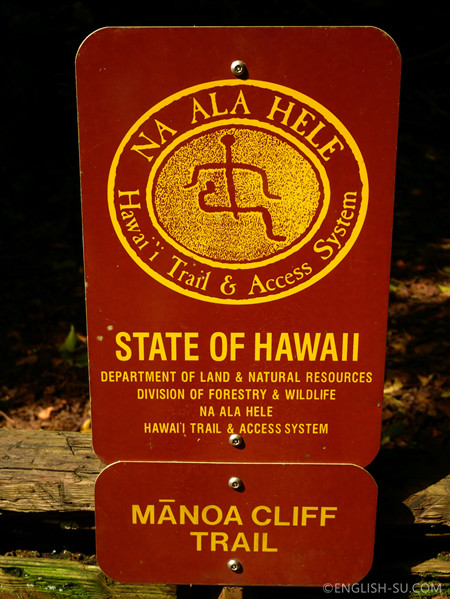 NA ALA HELE
Hawai'i Trail & Access System
STATE OF HAWAII
DEPARTMENT OF LAND & NATURAL RESOURCES
DIVISION OF FORESTRY & WILDLIFE
NA ALA HELE
HAWAI'I TRAIL & ACCESS SYSTEM
MĀNOA CLIFF
TRAIL
©ENGLISH-SU.COM